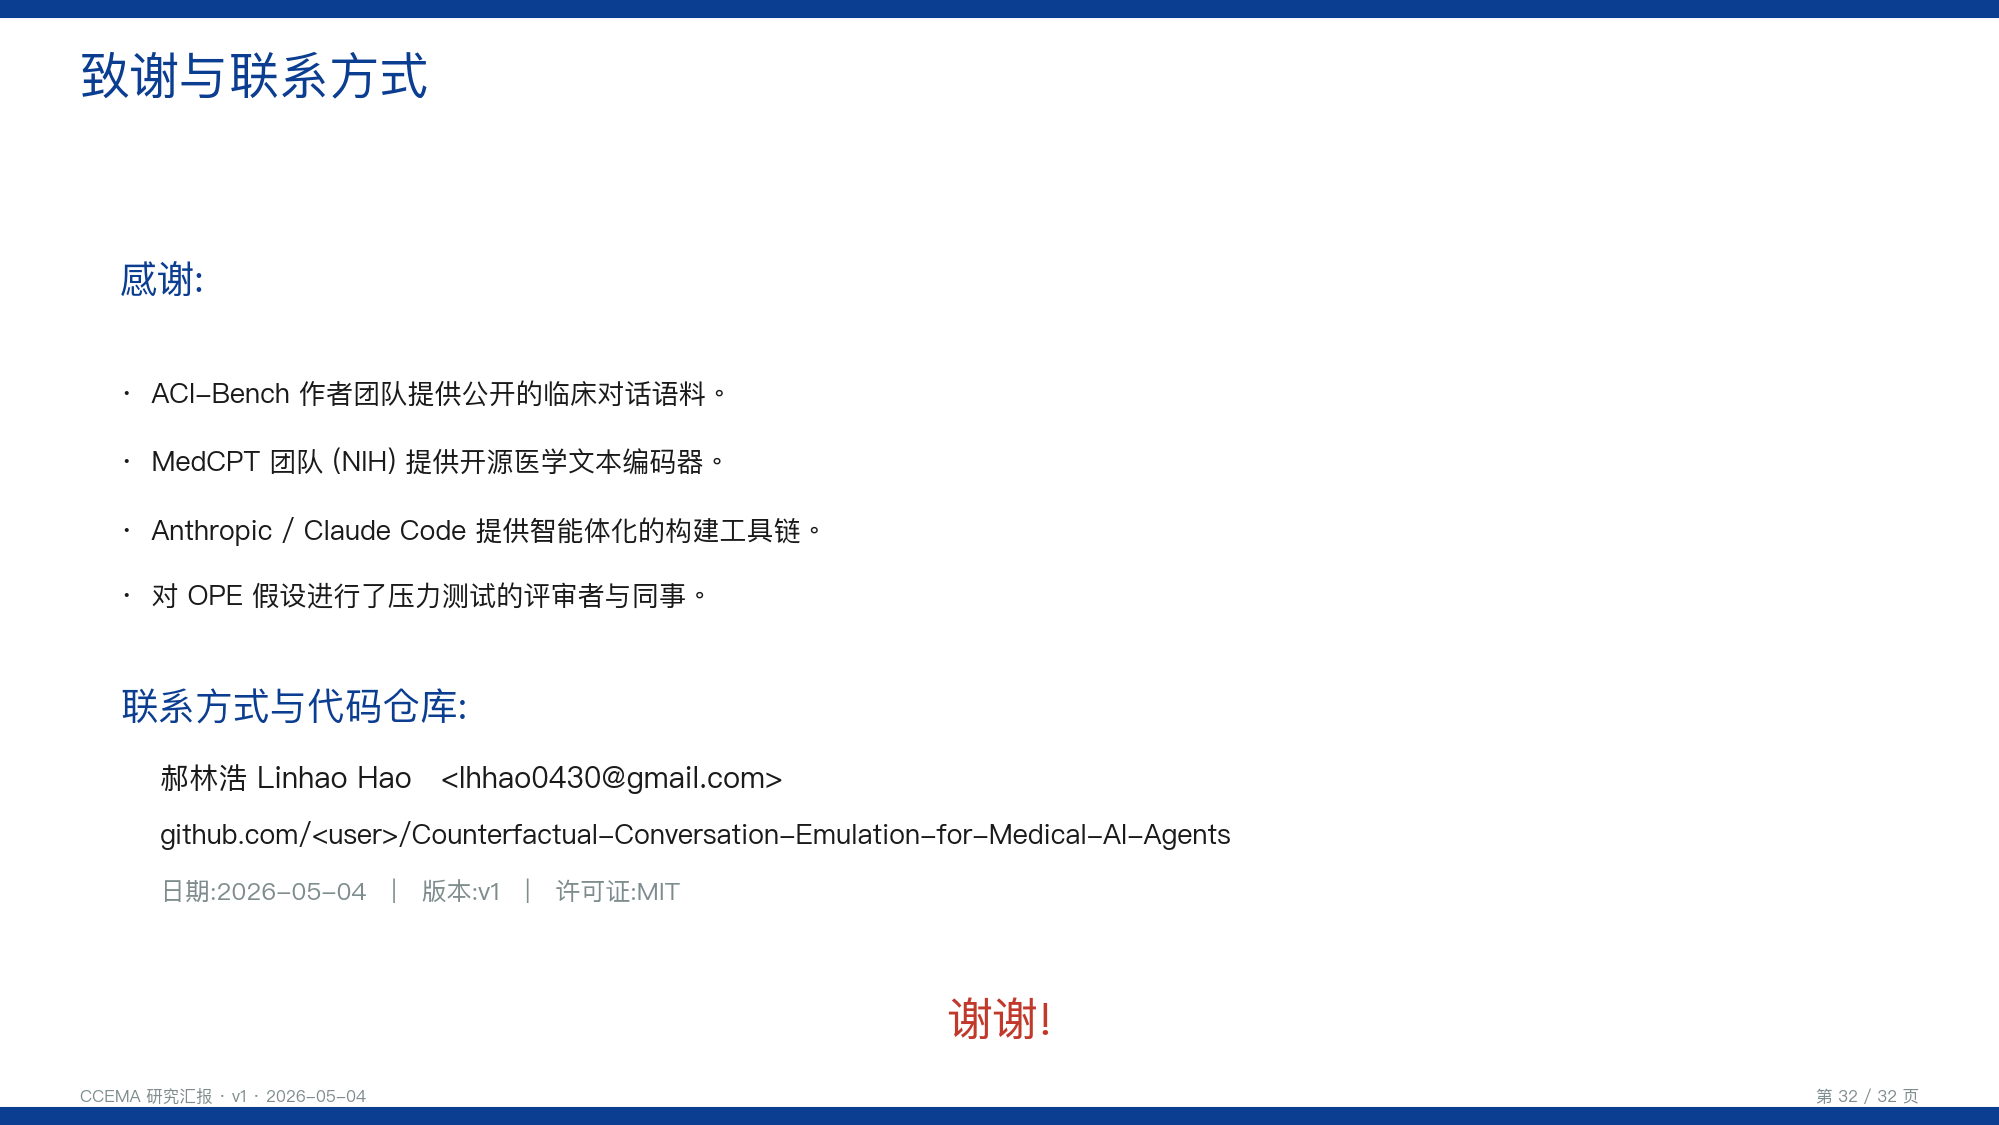 致谢与联系方式
感谢:
· ACI-Bench 作者团队提供公开的临床对话语料。
· MedCPT 团队 (NIH) 提供开源医学文本编码器。
· Anthropic / Claude Code 提供智能体化的构建工具链。
· 对 OPE 假设进行了压力测试的评审者与同事。
联系方式与代码仓库:
郝林浩 Linhao Hao <lhhao0430@gmail.com>
github.com/<user>/Counterfactual-Conversation-Emulation-for-Medical-AI-Agents
日期:2026-05-04 | 版本:v1 | 许可证:MIT
谢谢!
CCEMA 研究汇报 · v1 · 2026-05-04
第 32 / 32 页